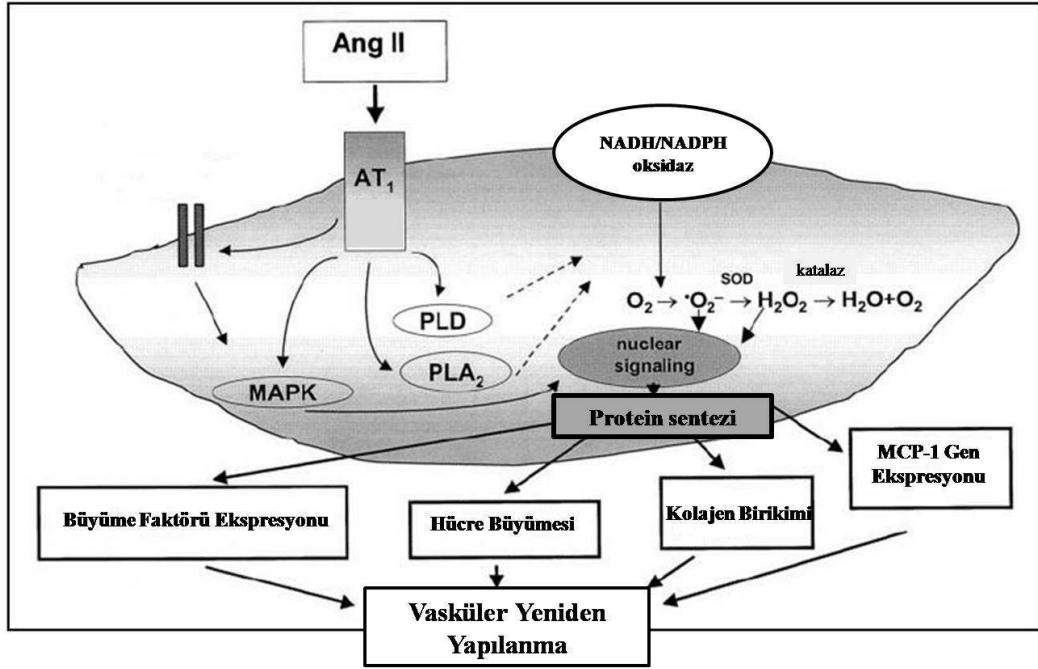 Ang II
AT₁
NADH/NADPH
oksidaz
SOD
katalaz
O₂ → •O₂⁻ → H₂O₂ → H₂O+O₂
PLD
PLA₂
MAPK
nuclear
signaling
Protein sentezi
MCP-1 Gen
Ekspresyonu
Büyüme Faktörü Ekspresyonu
Hücre Büyümesi
Kolajen Birikimi
Vasküler Yeniden
Yapılanma